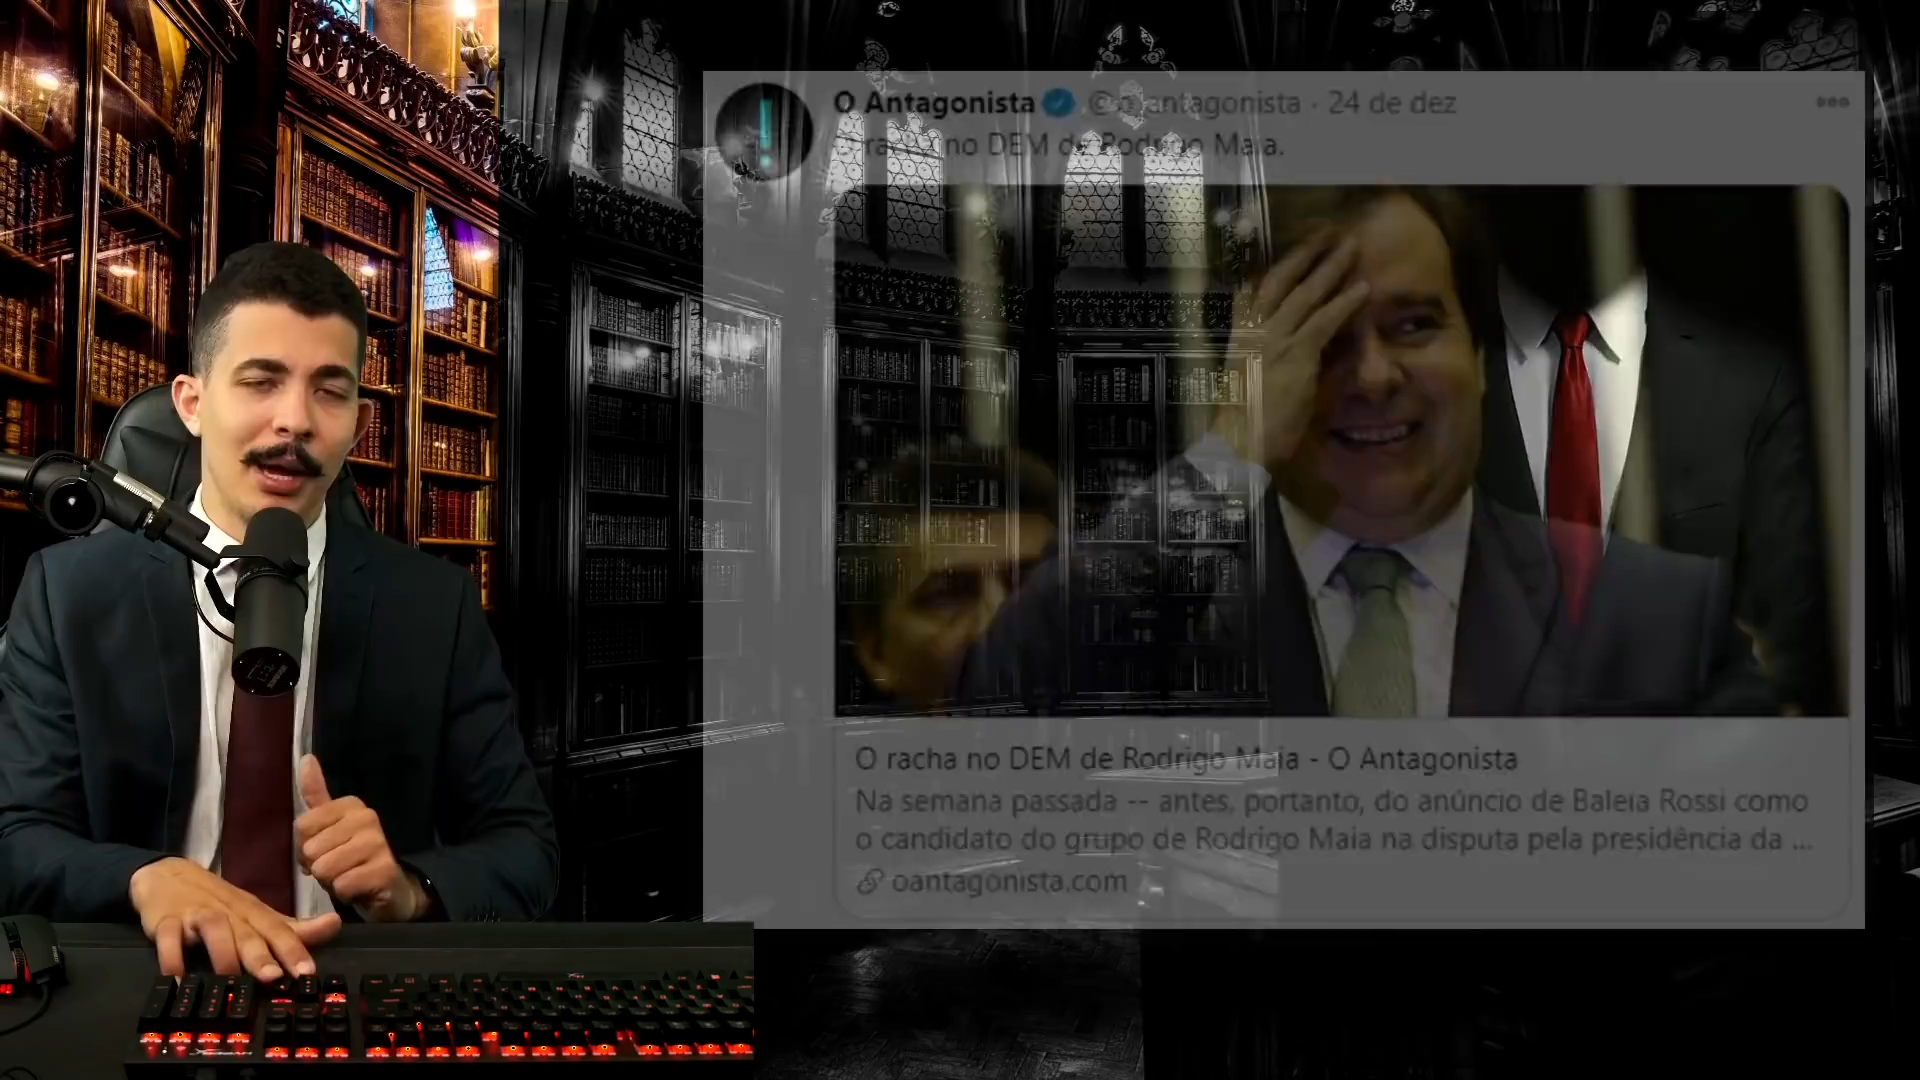 O Antagonista @o_antagonista · 24 de dez
O racha no DEM de Rodrigo Maia.
O racha no DEM de Rodrigo Maia - O Antagonista
Na semana passada -- antes, portanto, do anúncio de Baleia Rossi como
o candidato do grupo de Rodrigo Maia na disputa pela presidência da ...
oantagonista.com